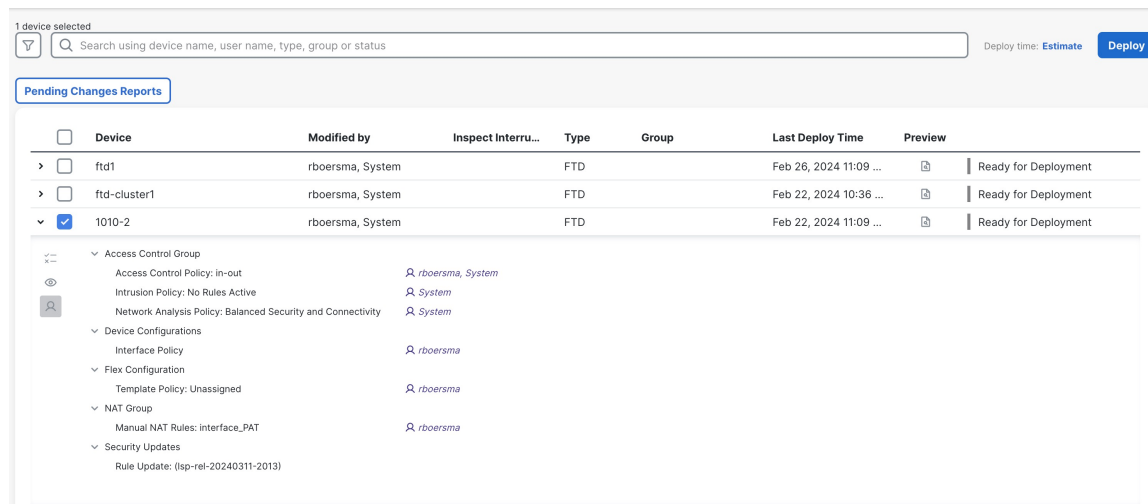 1 device selected
Search using device name, user name, type, group or status
Deploy time: Estimate
Deploy
Pending Changes Reports
Device Modified by Inspect Interru... Type Group Last Deploy Time Preview
ftd1 rboersma, System FTD Feb 26, 2024 11:09 ... Ready for Deployment
ftd-cluster1 rboersma, System FTD Feb 22, 2024 10:36 ... Ready for Deployment
1010-2 rboersma, System FTD Feb 22, 2024 11:09 ... Ready for Deployment
Access Control Group
Access Control Policy: in-out rboersma, System
Intrusion Policy: No Rules Active System
Network Analysis Policy: Balanced Security and Connectivity System
Device Configurations
Interface Policy rboersma
Flex Configuration
Template Policy: Unassigned rboersma
NAT Group
Manual NAT Rules: interface_PAT rboersma
Security Updates
Rule Update: (lsp-rel-20240311-2013)